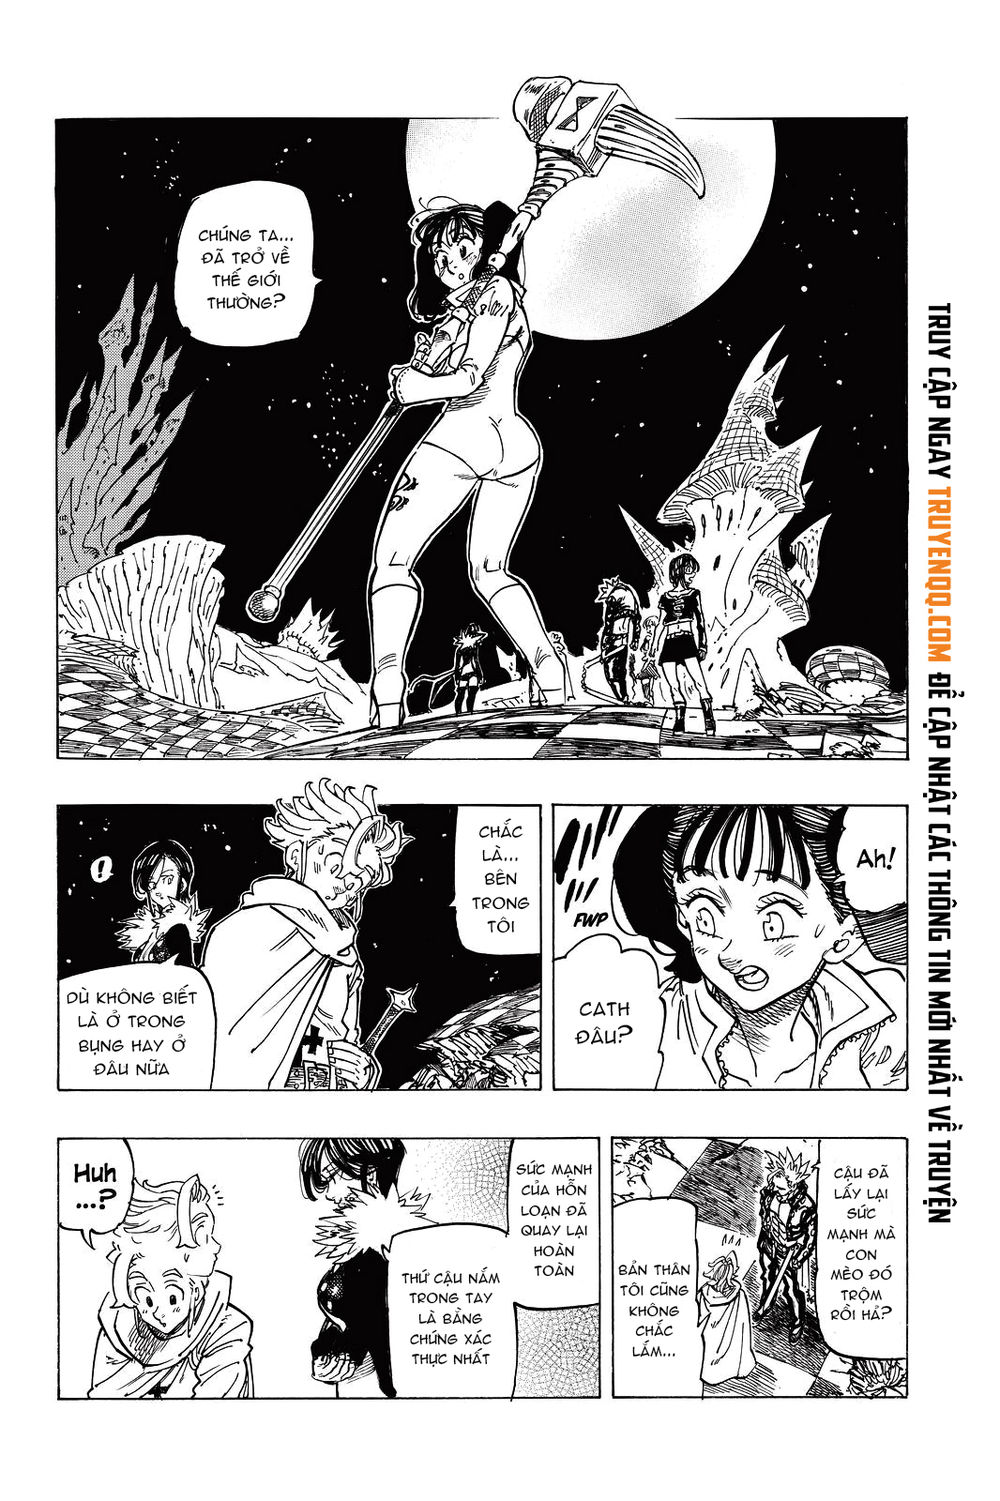 CHÚNG TA...
ĐÃ TRỞ VỀ
THẾ GIỚI
THƯỜNG?
Ah!
FWP
CATH
ĐÂU?
CHẮC
LÀ...
BÊN
TRONG
TÔI
!
DÙ KHÔNG BIẾT
LÀ Ở TRONG
BỤNG HAY Ở
ĐÂU NỮA
CẬU ĐÃ
LẤY LẠI
SỨC
MẠNH MÀ
CON
MÈO ĐÓ
TRỘM
RỒI HẢ?
BẢN THÂN
TÔI CŨNG
KHÔNG
CHẮC
LẮM...
SỨC MẠNH
CỦA HỖN
LOẠN ĐÃ
QUAY LẠI
HOÀN
TOÀN
THỨ CẬU NẮM
TRONG TAY
LÀ BẰNG
CHỨNG XÁC
THỰC NHẤT
Huh
...?
TRUY CẬP NGAY TRUYENQQ.COM ĐỂ CẬP NHẬT CÁC THÔNG TIN MỚI NHẤT VỀ TRUYỆN